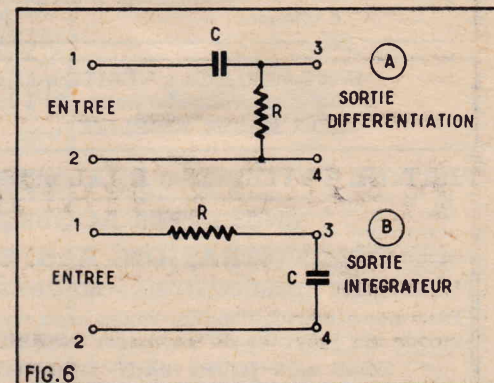 C
1
3
A
ENTREE
R
SORTIE
DIFFERENTIATION
2
4
1
R
3
B
ENTREE
C
SORTIE
INTEGRATEUR
2
4
FIG.6